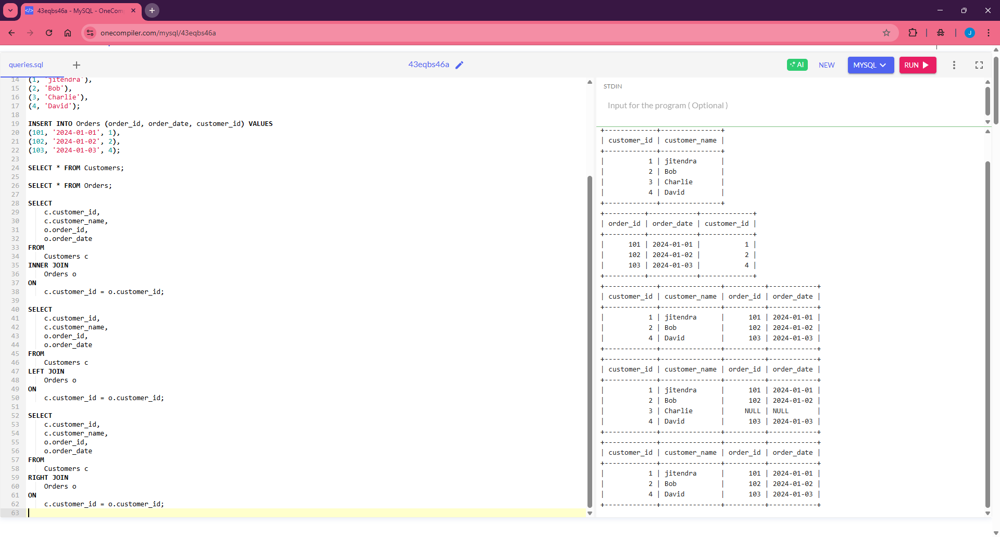 43eqbs46a - MySQL - OneCom
onecompiler.com/mysql/43eqbs46a
J
queries.sql
43eqbs46a
AI
NEW
MYSQL
RUN
14 (1, 'jitendra'),
15 (2, 'Bob'),
16 (3, 'Charlie'),
17 (4, 'David');
18
19 INSERT INTO Orders (order_id, order_date, customer_id) VALUES
20 (101, '2024-01-01', 1),
21 (102, '2024-01-02', 2),
22 (103, '2024-01-03', 4);
23
24 SELECT * FROM Customers;
25
26 SELECT * FROM Orders;
27
28 SELECT
29     c.customer_id,
30     c.customer_name,
31     o.order_id,
32     o.order_date
33 FROM
34     Customers c
35 INNER JOIN
36     Orders o
37 ON
38     c.customer_id = o.customer_id;
39
40 SELECT
41     c.customer_id,
42     c.customer_name,
43     o.order_id,
44     o.order_date
45 FROM
46     Customers c
47 LEFT JOIN
48     Orders o
49 ON
50     c.customer_id = o.customer_id;
51
52 SELECT
53     c.customer_id,
54     c.customer_name,
55     o.order_id,
56     o.order_date
57 FROM
58     Customers c
59 RIGHT JOIN
60     Orders o
61 ON
62     c.customer_id = o.customer_id;
63
STDIN
Input for the program ( Optional )
+-------------+---------------+
| customer_id | customer_name |
+-------------+---------------+
|           1 | jitendra      |
|           2 | Bob           |
|           3 | Charlie       |
|           4 | David         |
+-------------+---------------+
+----------+------------+-------------+
| order_id | order_date | customer_id |
+----------+------------+-------------+
|      101 | 2024-01-01 |           1 |
|      102 | 2024-01-02 |           2 |
|      103 | 2024-01-03 |           4 |
+----------+------------+-------------+
+-------------+---------------+----------+------------+
| customer_id | customer_name | order_id | order_date |
+-------------+---------------+----------+------------+
|           1 | jitendra      |      101 | 2024-01-01 |
|           2 | Bob           |      102 | 2024-01-02 |
|           4 | David         |      103 | 2024-01-03 |
+-------------+---------------+----------+------------+
+-------------+---------------+----------+------------+
| customer_id | customer_name | order_id | order_date |
+-------------+---------------+----------+------------+
|           1 | jitendra      |      101 | 2024-01-01 |
|           2 | Bob           |      102 | 2024-01-02 |
|           3 | Charlie       |     NULL | NULL       |
|           4 | David         |      103 | 2024-01-03 |
+-------------+---------------+----------+------------+
+-------------+---------------+----------+------------+
| customer_id | customer_name | order_id | order_date |
+-------------+---------------+----------+------------+
|           1 | jitendra      |      101 | 2024-01-01 |
|           2 | Bob           |      102 | 2024-01-02 |
|           4 | David         |      103 | 2024-01-03 |
+-------------+---------------+----------+------------+